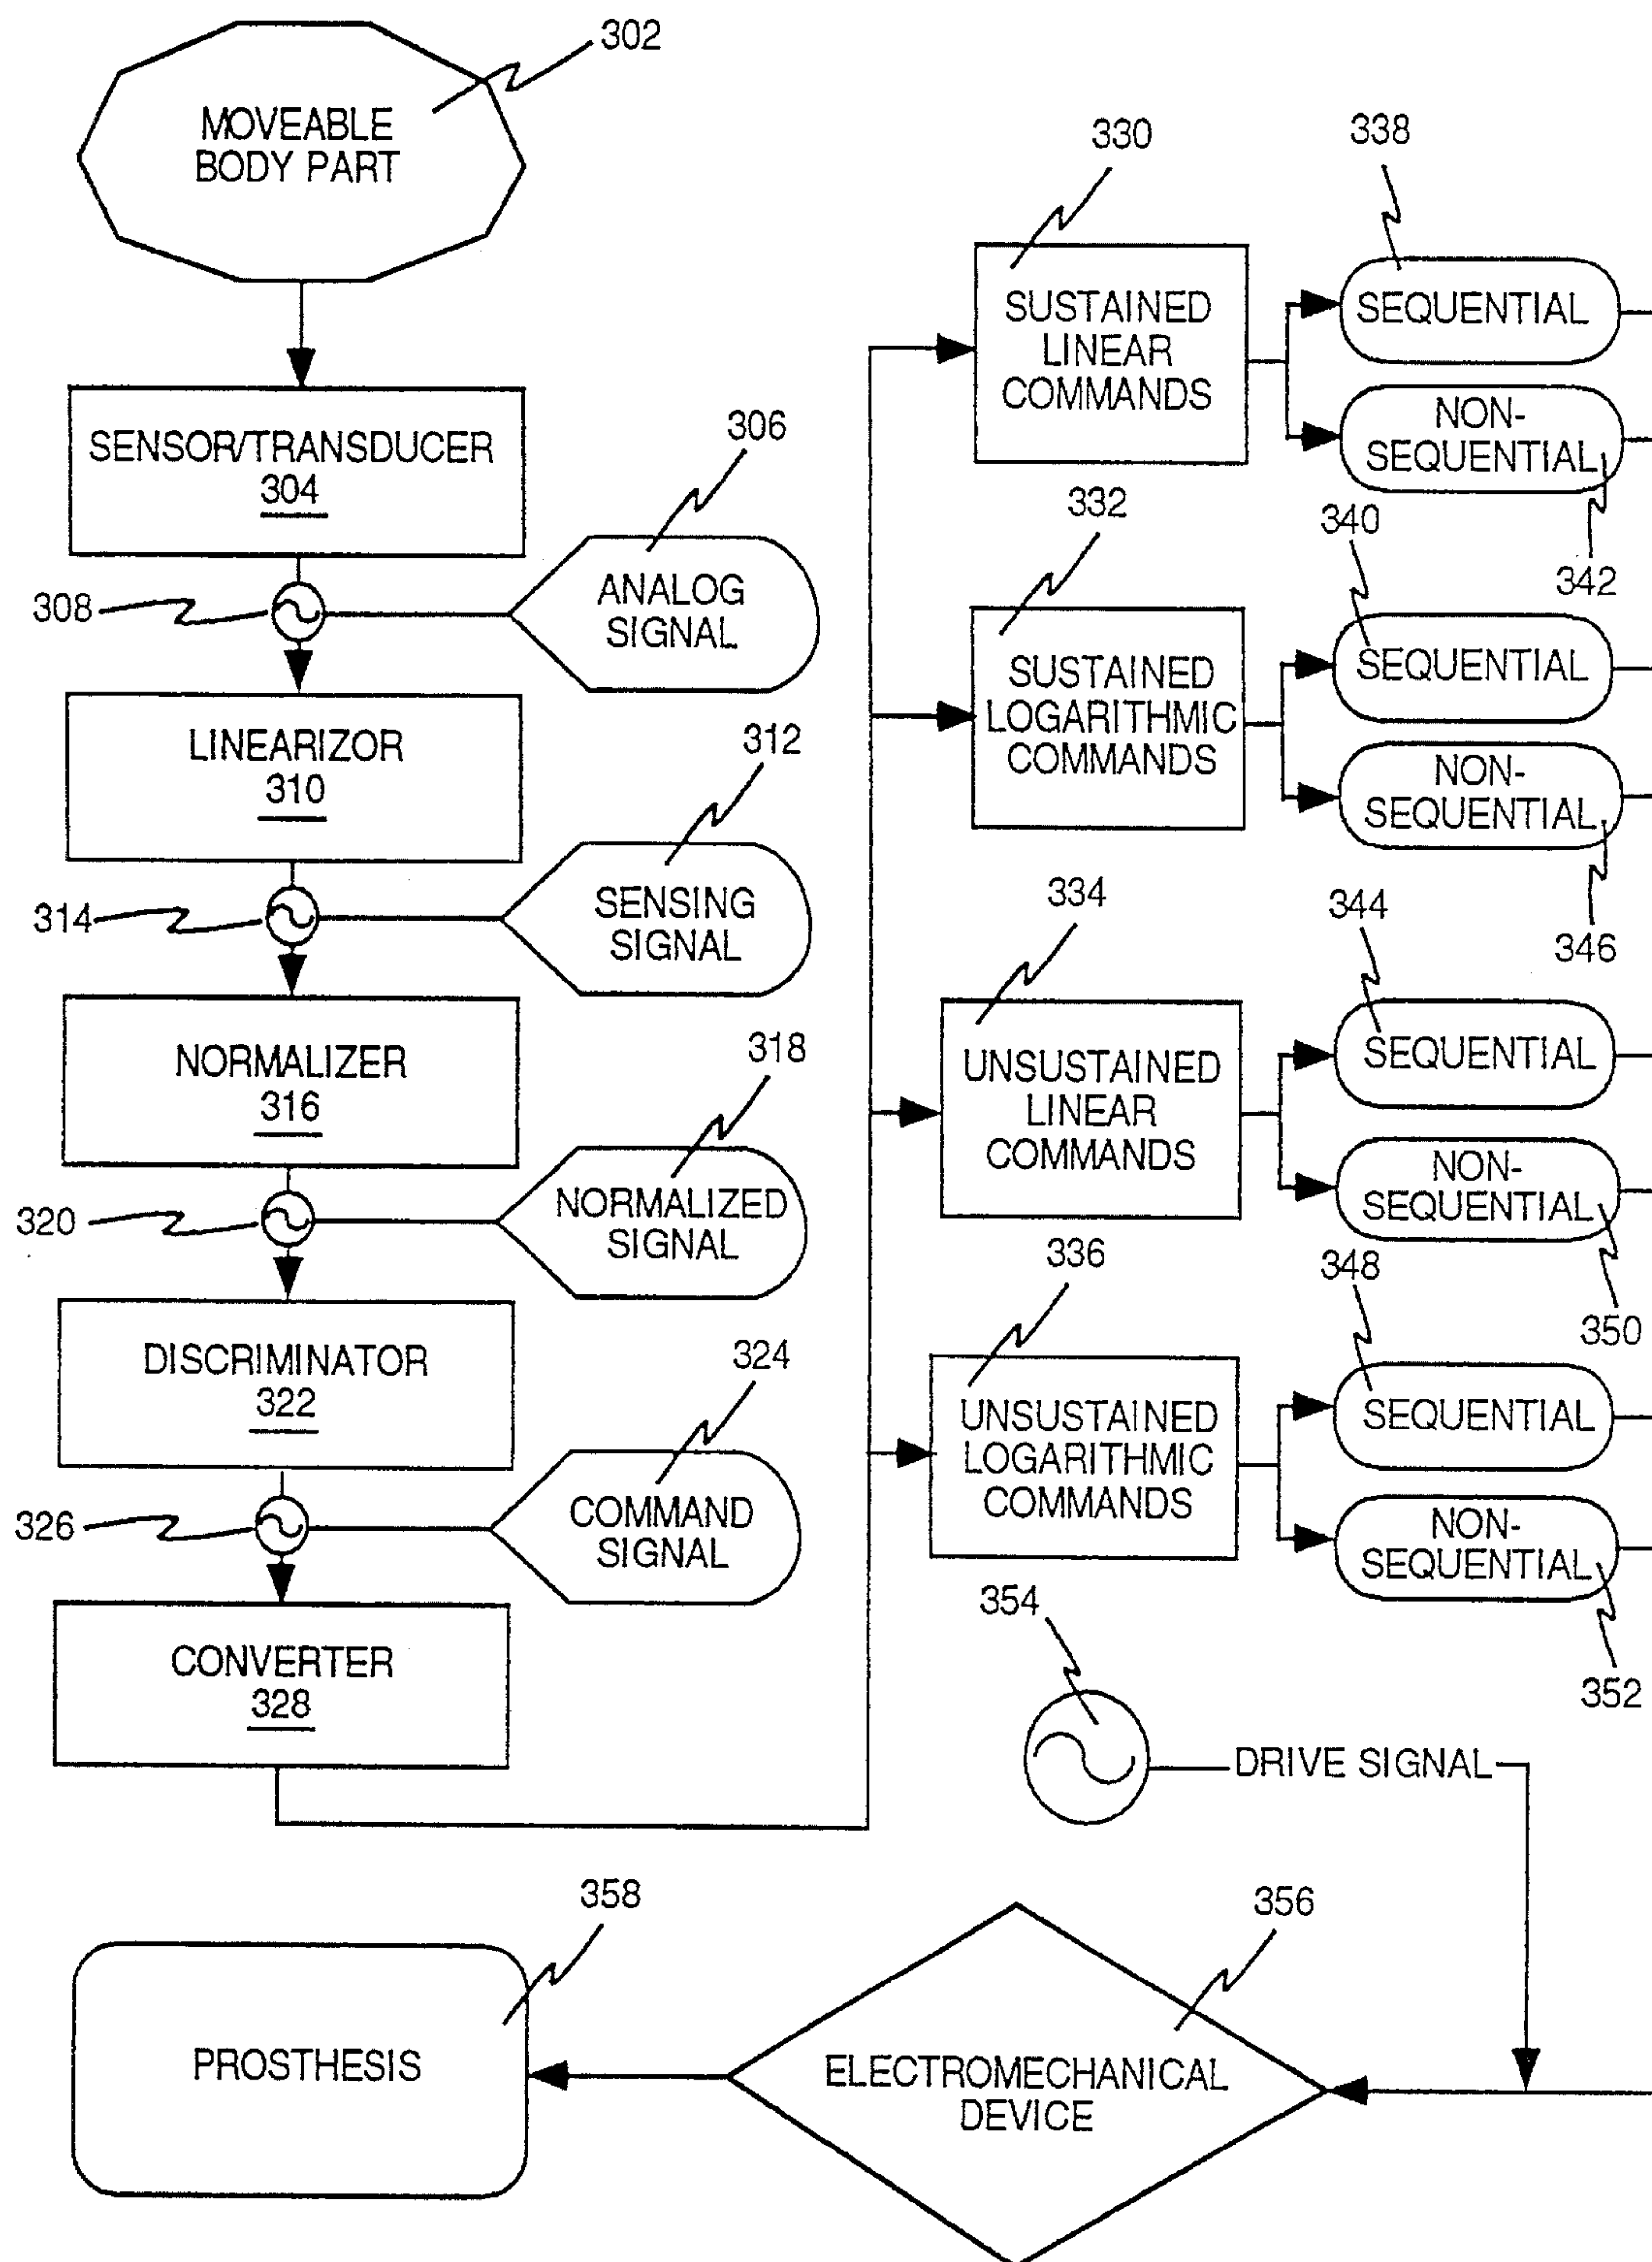 302
MOVEABLE
BODY PART
SENSOR/TRANSDUCER
304
306
ANALOG
SIGNAL
308
LINEARIZOR
310
312
SENSING
SIGNAL
314
NORMALIZER
316
318
NORMALIZED
SIGNAL
320
DISCRIMINATOR
322
324
COMMAND
SIGNAL
326
CONVERTER
328
330
SUSTAINED
LINEAR
COMMANDS
338
SEQUENTIAL
NON-
SEQUENTIAL
342
332
SUSTAINED
LOGARITHMIC
COMMANDS
340
SEQUENTIAL
NON-
SEQUENTIAL
346
334
UNSUSTAINED
LINEAR
COMMANDS
344
SEQUENTIAL
NON-
SEQUENTIAL
350
336
UNSUSTAINED
LOGARITHMIC
COMMANDS
348
SEQUENTIAL
NON-
SEQUENTIAL
352
354
DRIVE SIGNAL
356
ELECTROMECHANICAL
DEVICE
358
PROSTHESIS